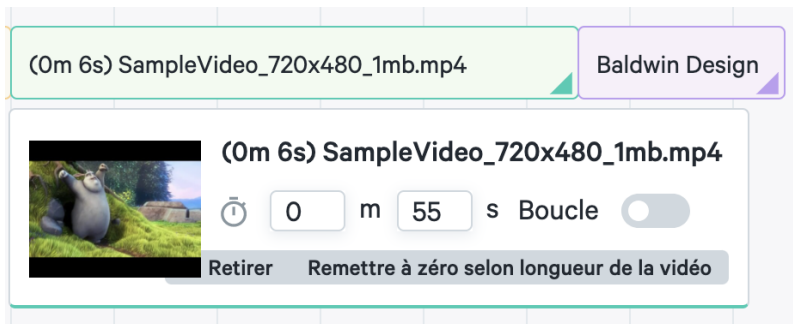 (0m 6s) SampleVideo_720x480_1mb.mp4
Baldwin Design
(0m 6s) SampleVideo_720x480_1mb.mp4
0 m 55 s Boucle
Retirer Remettre à zéro selon longueur de la vidéo